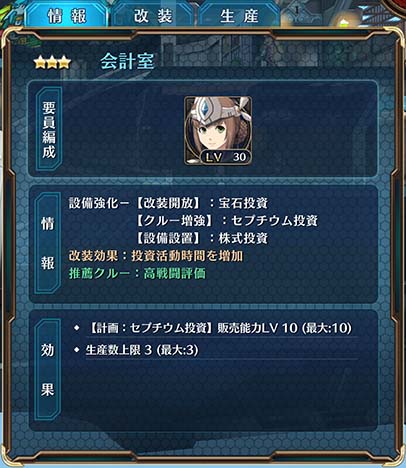 情報 改装 生産
会計室
要員編成
LV 30
情報
設備強化－【改装開放】：宝石投資
【クルー増強】：セプチウム投資
【設備設置】：株式投資
改装効果：投資活動時間を増加
推薦クルー：高戦闘評価
効果
◆ 【計画：セプチウム投資】販売能力LV 10 (最大:10)
◆ 生産数上限 3 (最大:3)